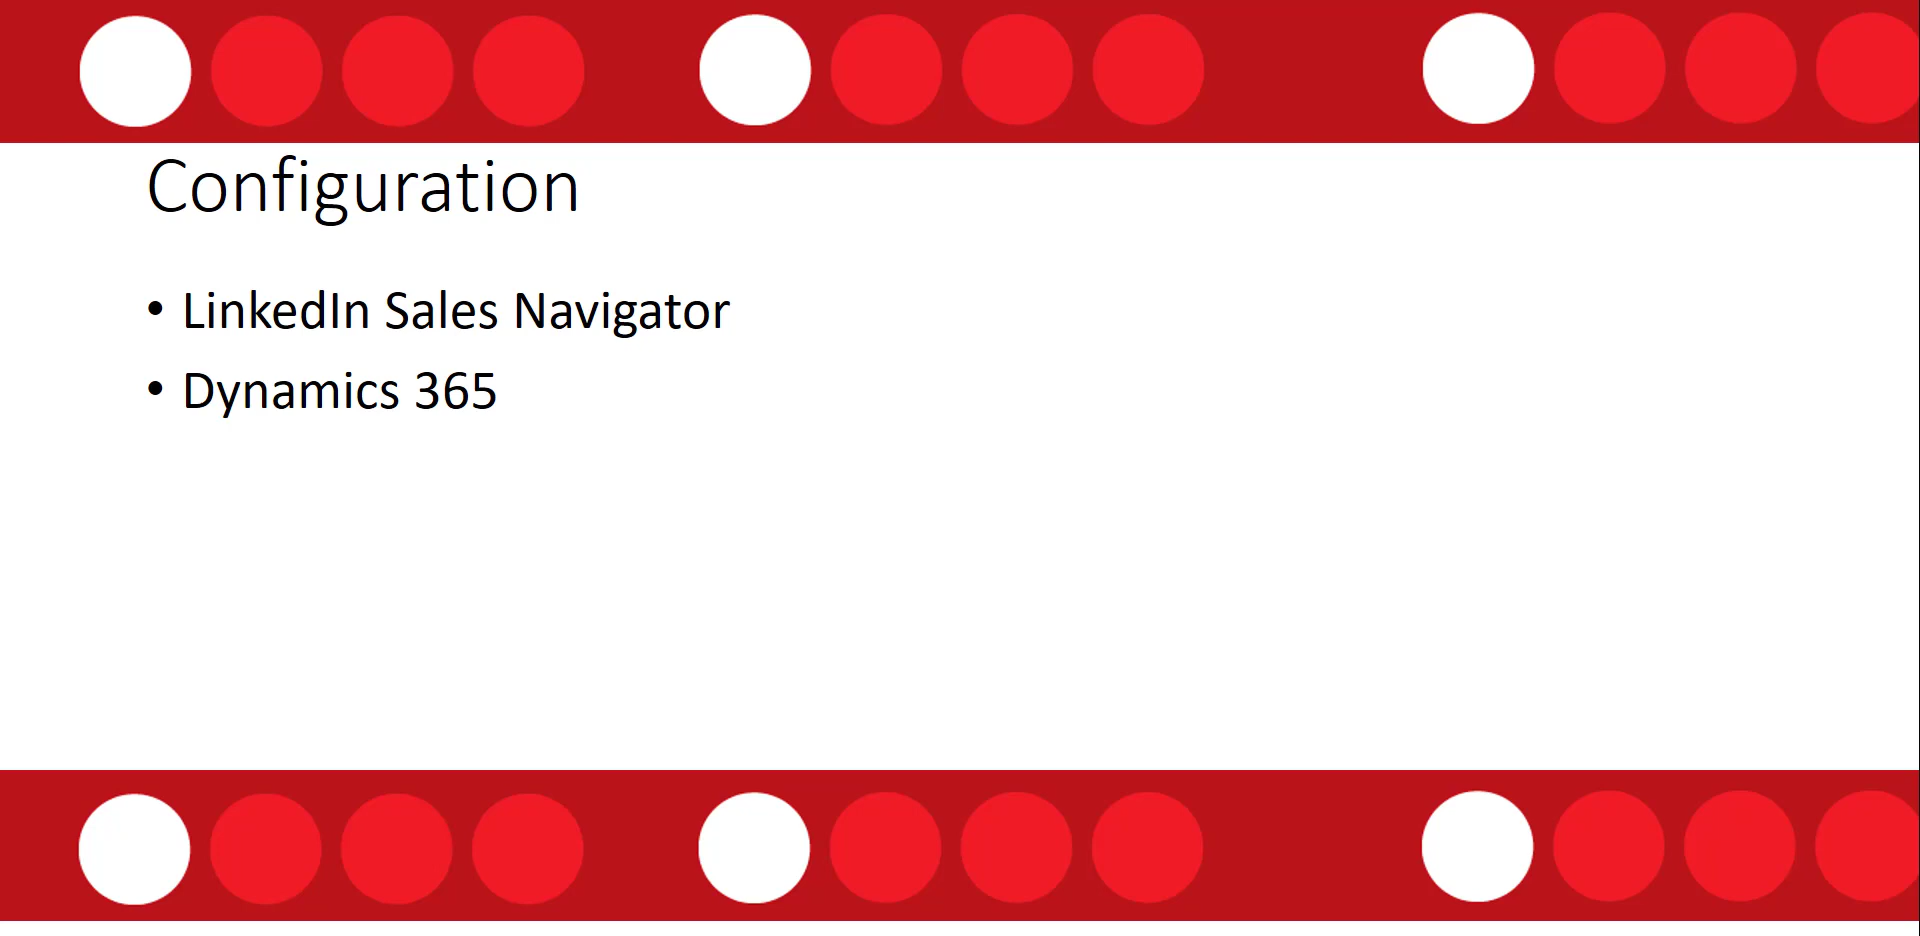 Configuration
• LinkedIn Sales Navigator
• Dynamics 365